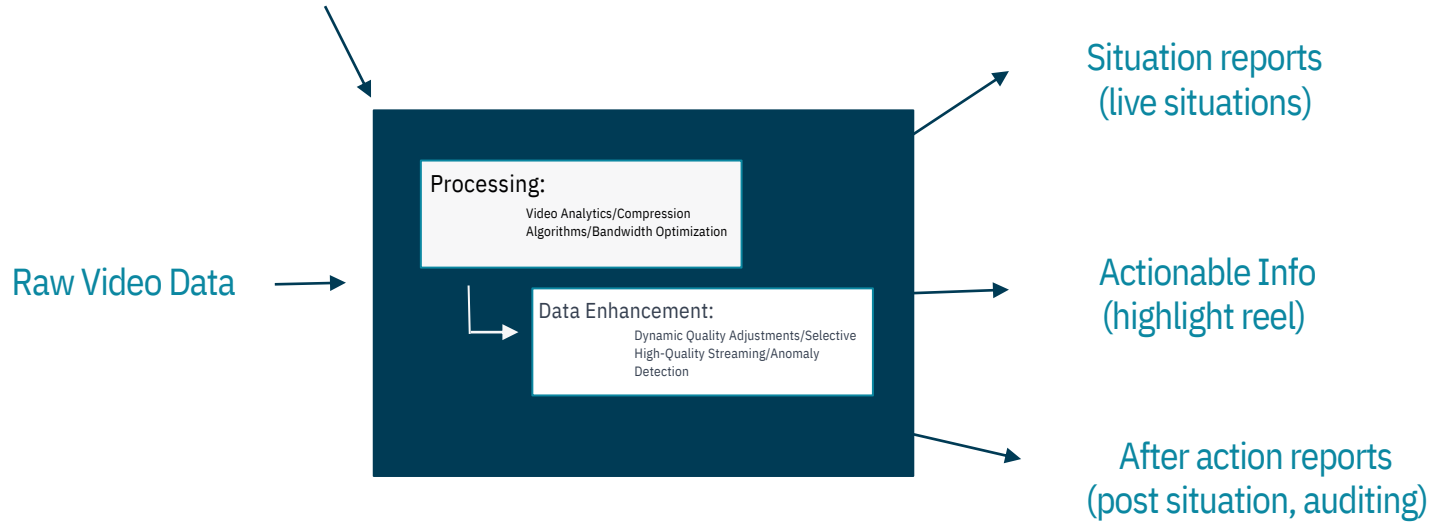 Situation reports
(live situations)
Processing:
Video Analytics/Compression
Algorithms/Bandwidth Optimization
Raw Video Data
Actionable Info
(highlight reel)
Data Enhancement:
Dynamic Quality Adjustments/Selective
High-Quality Streaming/Anomaly
Detection
After action reports
(post situation, auditing)